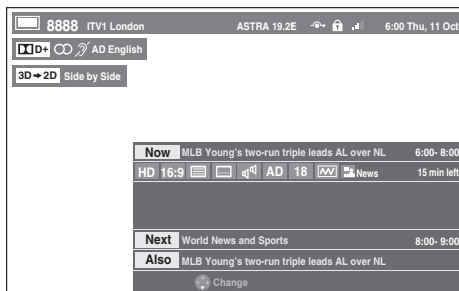 8888 ITV1 London ASTRA 19.2E 6:00 Thu, 11 Oct
D+ AD English
3D→2D Side by Side
Now MLB Young's two-run triple leads AL over NL 6:00- 8:00
HD 16:9 AD 18 News 15 min left
Next World News and Sports 8:00- 9:00
Also MLB Young's two-run triple leads AL over NL
Change